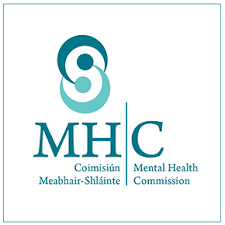 MHC
Coimisiún
Meabhair-Shláinte
Mental Health
Commission